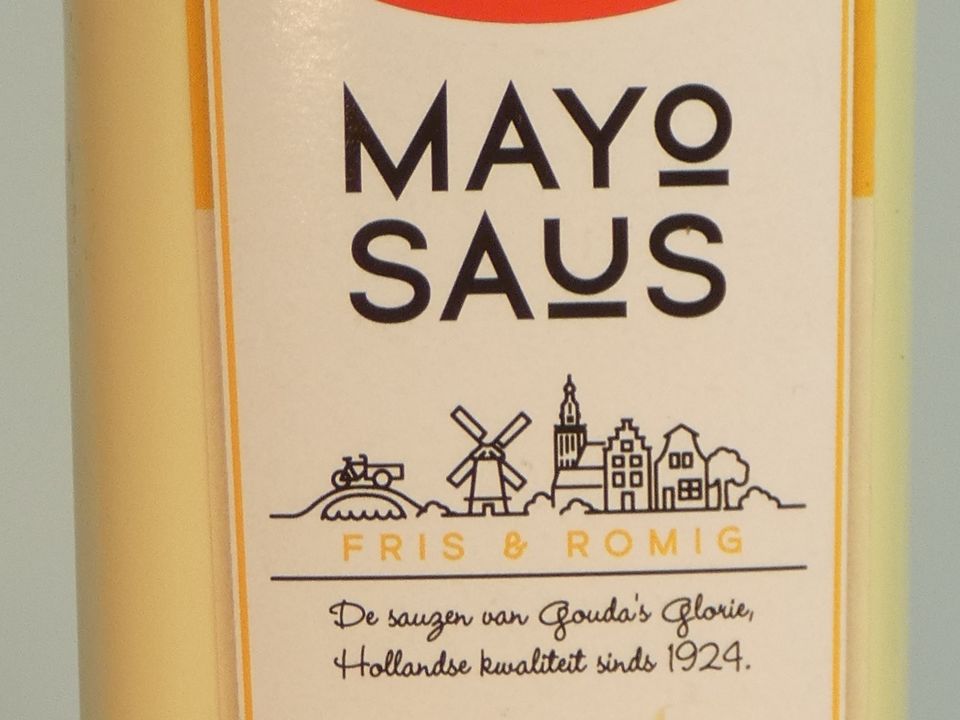 MAYO
SAUS
FRIS & ROMIG
De sauzen van Gouda's Glorie,
Hollandse kwaliteit sinds 1924.